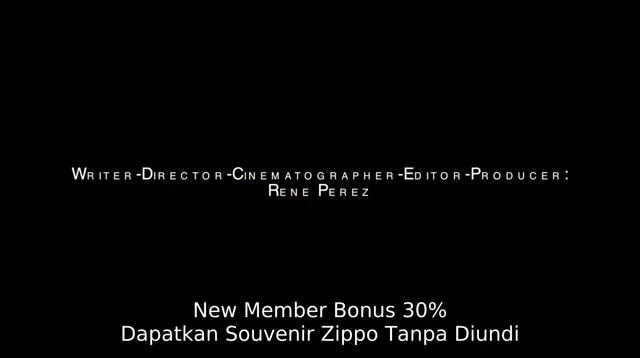 Writer-Director-Cinematographer-Editor-Producer:
Rene Perez
New Member Bonus 30%
Dapatkan Souvenir Zippo Tanpa Diundi